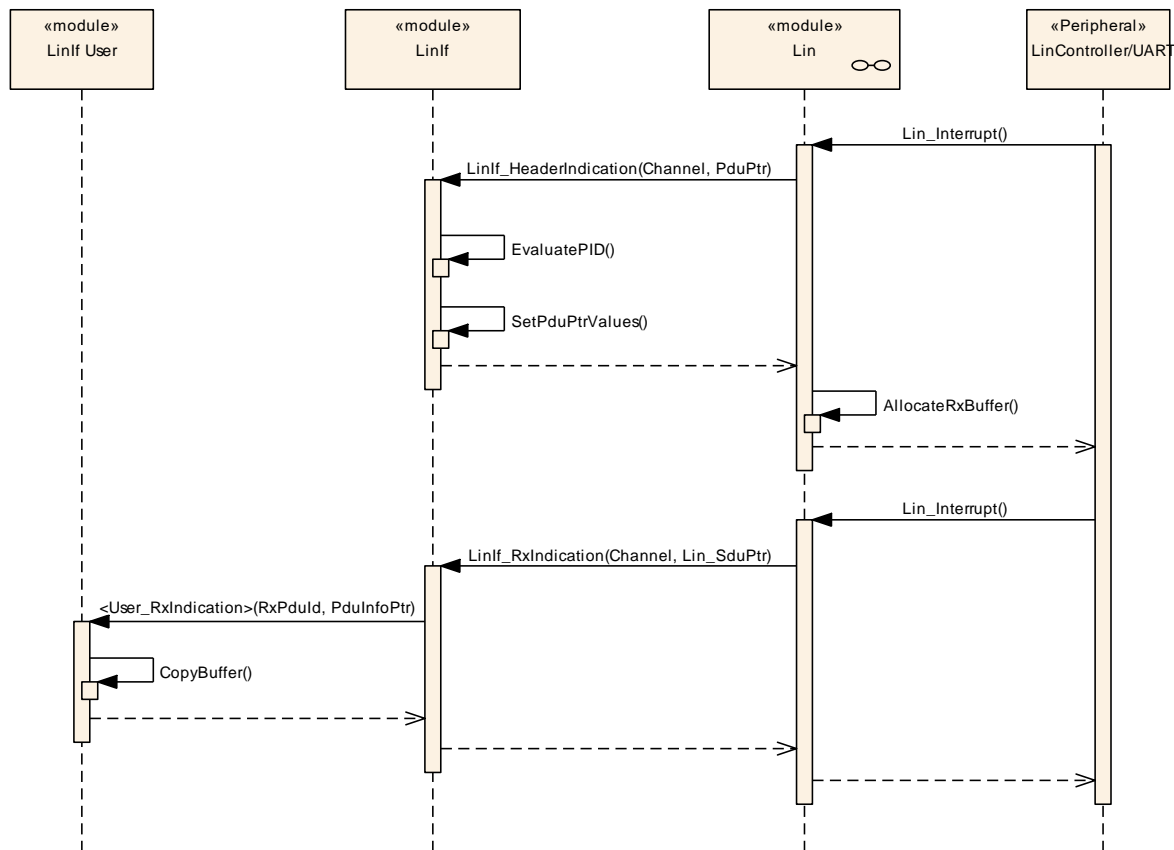 «module»
LinIf User
«module»
LinIf
«module»
Lin
«Peripheral»
LinController/UART
Lin_Interrupt()
LinIf_HeaderIndication(Channel, PduPtr)
EvaluatePID()
SetPduPtrValues()
AllocateRxBuffer()
Lin_Interrupt()
LinIf_RxIndication(Channel, Lin_SduPtr)
<User_RxIndication>(RxPduId, PduInfoPtr)
CopyBuffer()